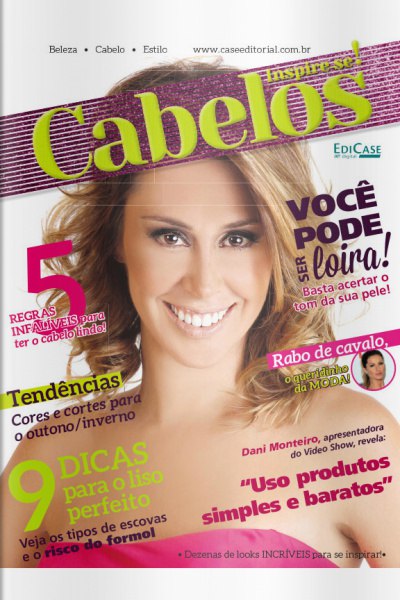 Beleza • Cabelo • Estilo www.caseeditorial.com.br
Inspire-se!
Cabelos
EDICASE
digital
VOCÊ
PODE
SER loira!
Basta acertar o
tom da sua pele!
5
REGRAS
INFALÍVEIS para
ter o cabelo lindo!
Rabo de cavalo,
o queridinho
da MODA!
Tendências
Cores e cortes para
o outono/inverno
Dani Monteiro, apresentadora
do Vídeo Show, revela:
“Uso produtos
simples e baratos”
9 DICAS
para o liso
perfeito
Veja os tipos de escovas
e o risco do formol
• Dezenas de looks INCRÍVEIS para se inspirar! •